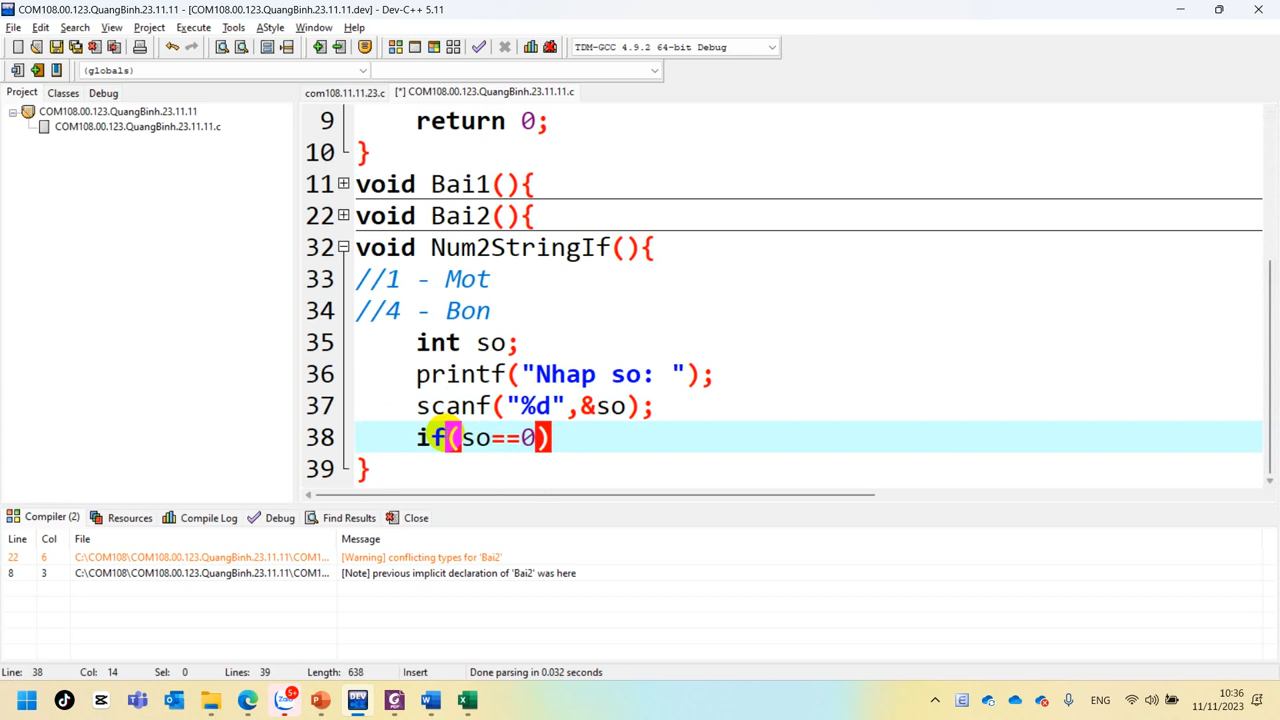 COM108.00.123.QuangBinh.23.11.11 - [COM108.00.123.QuangBinh.23.11.11.dev] - Dev-C++ 5.11
File Edit Search View Project Execute Tools AStyle Window Help
TDM-GCC 4.9.2 64-bit Debug
(globals)
Project Classes Debug
com108.11.11.23.c [*] COM108.00.123.QuangBinh.23.11.11.c
COM108.00.123.QuangBinh.23.11.11
COM108.00.123.QuangBinh.23.11.11.c
9 return 0;
10 }
11 void Bai1(){
22 void Bai2(){
32 void Num2StringIf(){
33 //1 - Mot
34 //4 - Bon
35 int so;
36 printf("Nhap so: ");
37 scanf("%d",&so);
38 if(so==0)
39 }
Compiler (2) Resources Compile Log Debug Find Results Close
Line Col File Message
22 6 C:\COM108\COM108.00.123.QuangBinh.23.11.11\COM1... [Warning] conflicting types for 'Bai2'
8 3 C:\COM108\COM108.00.123.QuangBinh.23.11.11\COM1... [Note] previous implicit declaration of 'Bai2' was here
Line: 38 Col: 14 Sel: 0 Lines: 39 Length: 638 Insert Done parsing in 0.032 seconds
Zalo 5+ DEV ENG 10:36
11/11/2023